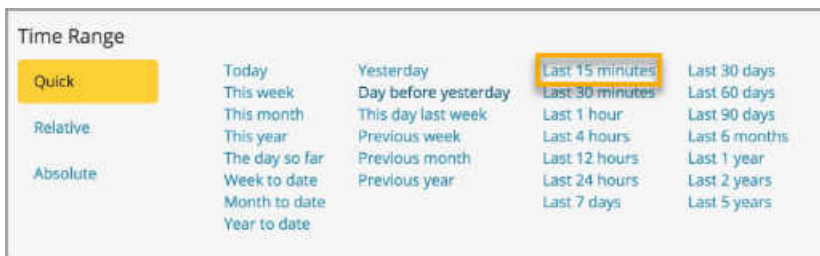 Time Range
Quick
Relative
Absolute
Today
This week
This month
This year
The day so far
Week to date
Month to date
Year to date
Yesterday
Day before yesterday
This day last week
Previous week
Previous month
Previous year
Last 15 minutes
Last 30 minutes
Last 1 hour
Last 4 hours
Last 12 hours
Last 24 hours
Last 7 days
Last 30 days
Last 60 days
Last 90 days
Last 6 months
Last 1 year
Last 2 years
Last 5 years